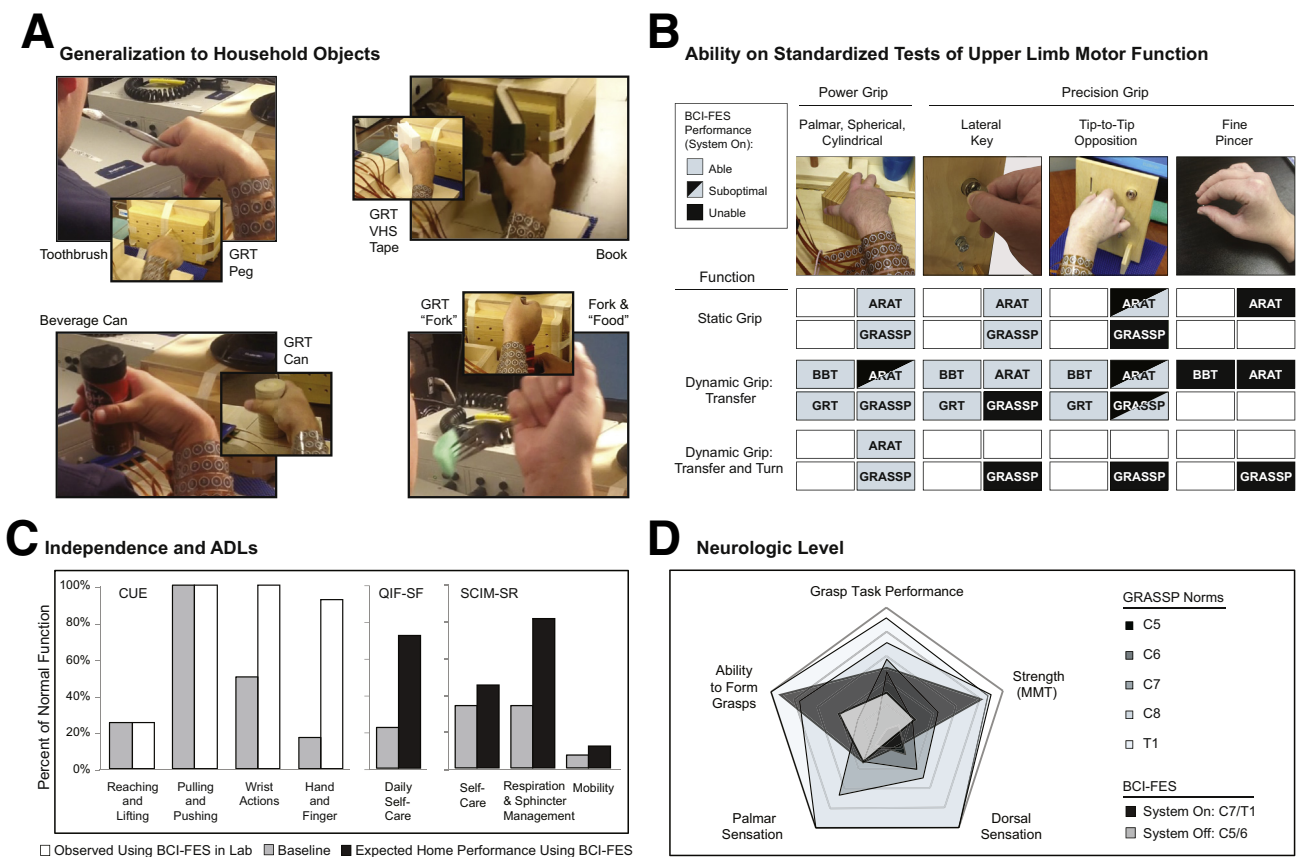 A Generalization to Household Objects
Toothbrush
GRT
Peg
GRT
VHS
Tape
Book
Beverage Can
GRT
Can
GRT
"Fork"
Fork &
"Food"
B Ability on Standardized Tests of Upper Limb Motor Function
BCI-FES
Performance
(System On):
Able
Suboptimal
Unable
Power Grip
Precision Grip
Palmar, Spherical,
Cylindrical
Lateral
Key
Tip-to-Tip
Opposition
Fine
Pincer
Function
Static Grip
ARAT ARAT ARAT ARAT
GRASSP GRASSP GRASSP
Dynamic Grip:
Transfer
BBT ARAT BBT ARAT BBT ARAT BBT ARAT
GRT GRASSP GRT GRASSP GRT GRASSP
Dynamic Grip:
Transfer and Turn
ARAT
GRASSP GRASSP GRASSP GRASSP
C Independence and ADLs
Percent of Normal Function
100%
80%
60%
40%
20%
0%
CUE
QIF-SF
SCIM-SR
Reaching
and
Lifting
Pulling
and
Pushing
Wrist
Actions
Hand
and
Finger
Daily
Self-
Care
Self-
Care
Respiration
& Sphincter
Management
Mobility
Observed Using BCI-FES in Lab Baseline Expected Home Performance Using BCI-FES
D Neurologic Level
Grasp Task Performance
Ability
to Form
Grasps
Strength
(MMT)
Palmar
Sensation
Dorsal
Sensation
GRASSP Norms
C5
C6
C7
C8
T1
BCI-FES
System On: C7/T1
System Off: C5/6